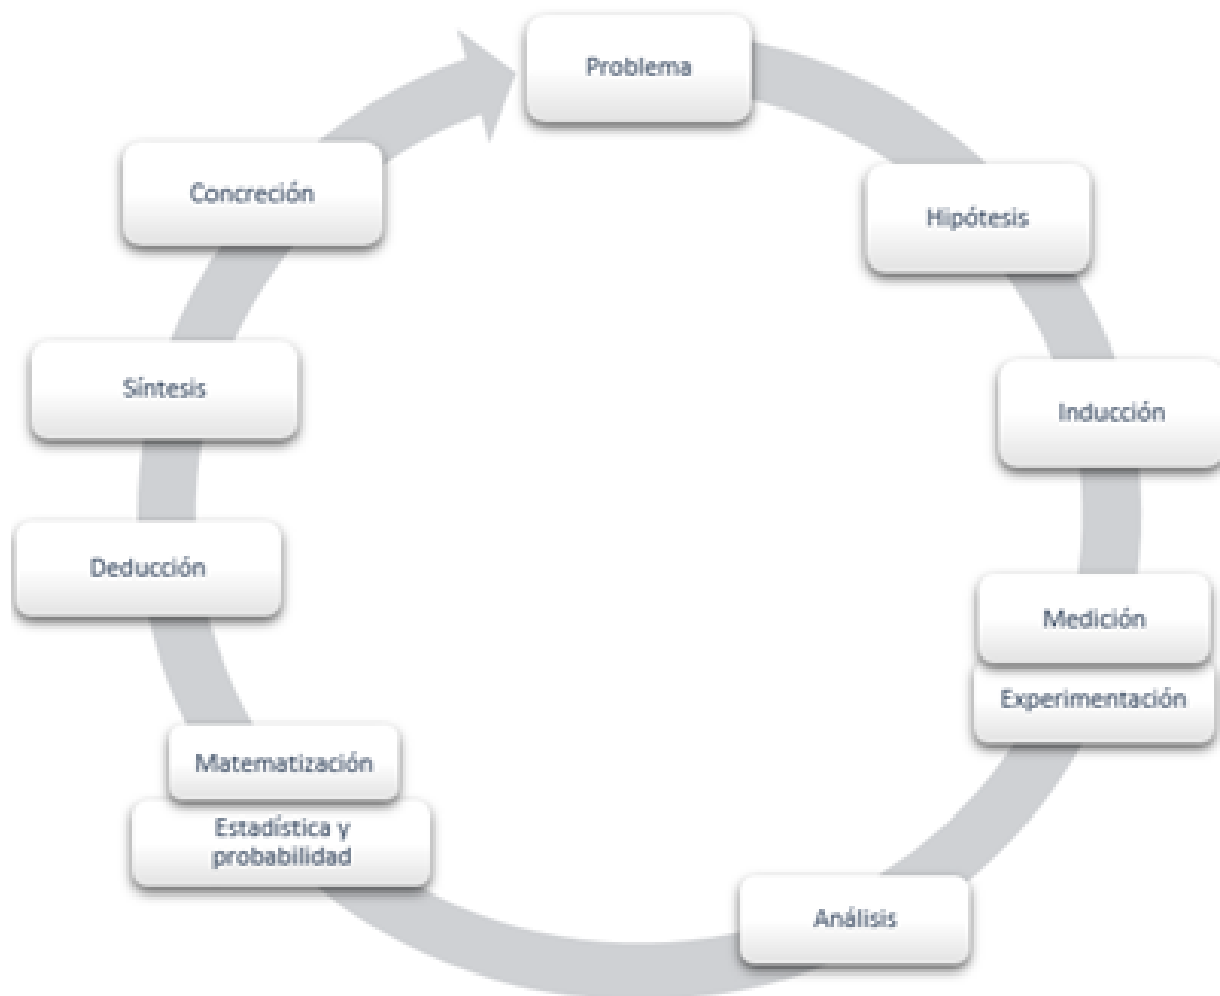 Problema
Hipótesis
Inducción
Medición
Experimentación
Análisis
Estadística y
probabilidad
Matematización
Deducción
Síntesis
Concreción